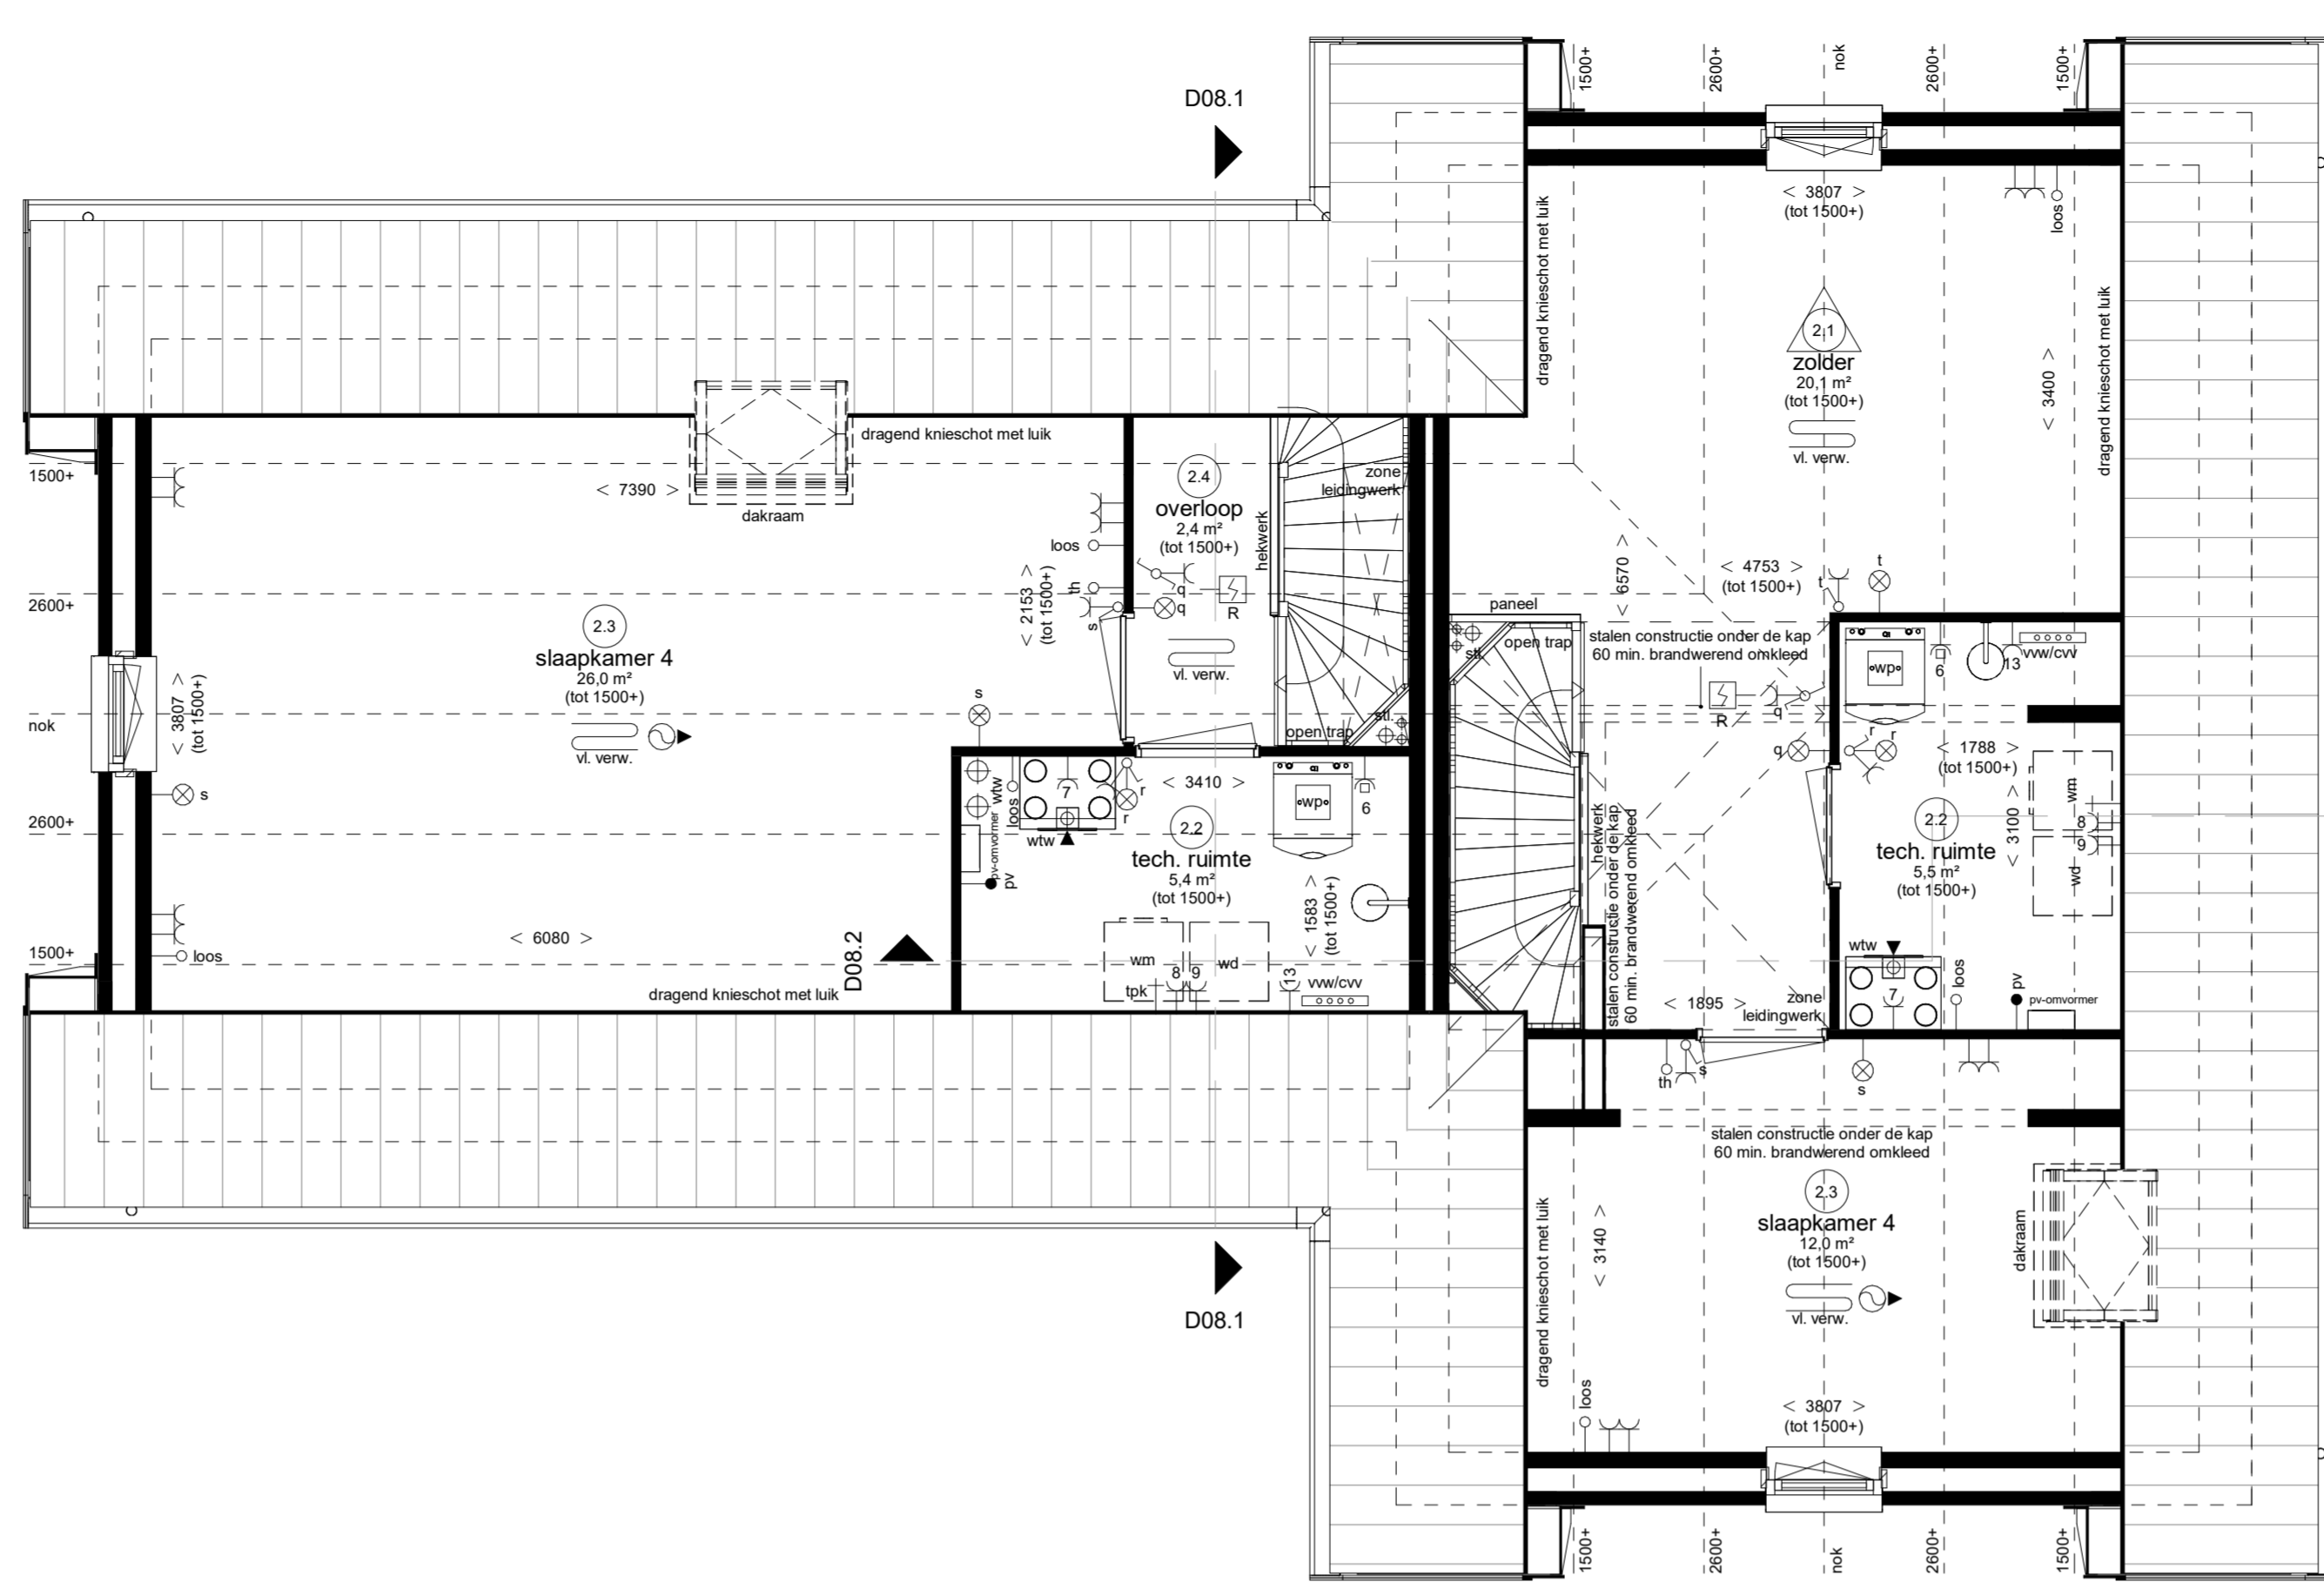 D08.1
1500+
2600+
nok
2600+
1500+
< 3807 >
(tot 1500+)
loos
dragend knieschot met luik
2.1
zolder
20,1 m²
(tot 1500+)
vl. verw.
< 3400 >
dragend knieschot met luik
dragend knieschot met luik
1500+
< 7390 >
dakraam
2.4
overloop
2,4 m²
(tot 1500+)
hekwerk
zone
leidingwerk
loos
th
s
< 2153 >
(tot 1500+)
q
q
R
vl. verw.
open trap
stl.
2600+
2.3
slaapkamer 4
26,0 m²
(tot 1500+)
vl. verw.
s
nok
< 3807 >
(tot 1500+)
s
2600+
1500+
loos
< 6080 >
dragend knieschot met luik
D08.2
wtw
loos
7
wtw
r
r
pv-omvormer
pv
< 3410 >
wp
6
2.2
tech. ruimte
5,4 m²
(tot 1500+)
< 1583 >
(tot 1500+)
wm
tpk
8
9
wd
13
vvw/cvv
< 6570 >
< 4753 >
(tot 1500+)
t
t
paneel
open trap
stl.
stalen constructie onder de kap
60 min. brandwerend omkleed
R
q
q
wp
6
13
vvw/cvv
r
r
< 1788 >
(tot 1500+)
wm
8
9
wd
< 3100 >
2.2
tech. ruimte
5,5 m²
(tot 1500+)
hekwerk
stalen constructie onder de kap
60 min. brandwerend omkleed
< 1895 >
zone
leidingwerk
wtw
7
loos
pv
pv-omvormer
th
s
s
stalen constructie onder de kap
60 min. brandwerend omkleed
2.3
slaapkamer 4
12,0 m²
(tot 1500+)
vl. verw.
dakraam
dragend knieschot met luik
< 3140 >
loos
< 3807 >
(tot 1500+)
D08.1
1500+
2600+
nok
2600+
1500+